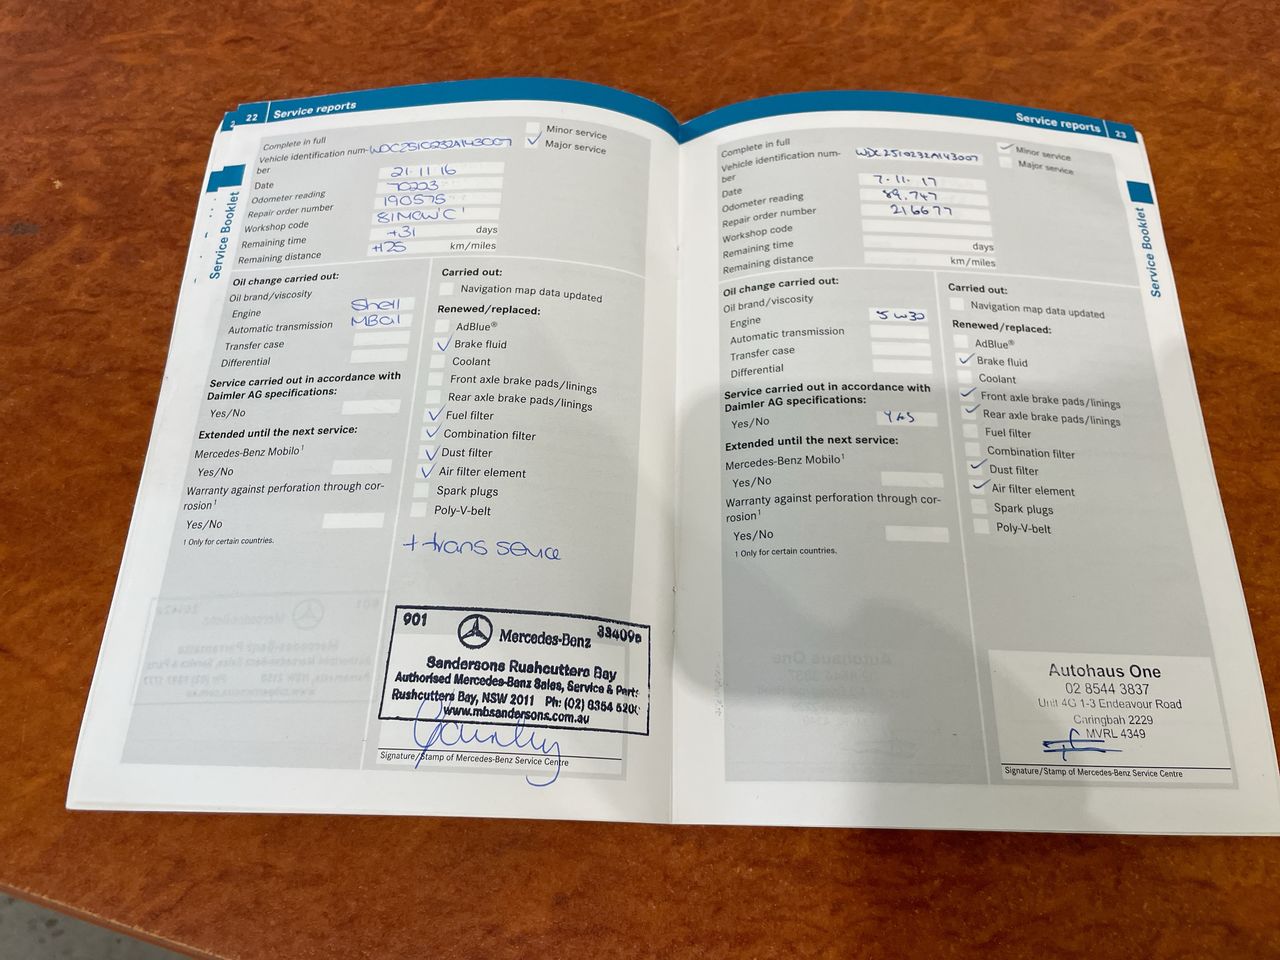 2
22 Service reports
Complete in full
Minor service
Vehicle identification num- WDC2510232A143007
Major service
ber
Date 21.11.16
Odometer reading 70223
Repair order number 190575
Workshop code
Remaining time +31 days
Remaining distance +125 km/miles
Service Booklet
Oil change carried out:
Oil brand/viscosity
Engine Shell
Automatic transmission MBoil
Transfer case
Differential
Service carried out in accordance with
Daimler AG specifications:
Yes/No
Extended until the next service:
Mercedes-Benz Mobilo1
Yes/No
Warranty against perforation through cor-
rosion1
Yes/No
1 Only for certain countries.
Carried out:
Navigation map data updated
Renewed/replaced:
AdBlue®
Brake fluid
Coolant
Front axle brake pads/linings
Rear axle brake pads/linings
Fuel filter
Combination filter
Dust filter
Air filter element
Spark plugs
Poly-V-belt
+ trans service
901 Mercedes-Benz
Sandersons Rushcutters Bay
Authorised Mercedes-Benz Sales, Service & Parts
Rushcutters Bay, NSW 2011 Ph: (02)
www.mbsandersons.com.au
Signature/Stamp of Mercedes-Benz Service Centre
Service reports 23
Complete in full
Minor service
Vehicle identification num- WDC2510232A143007
Major service
ber
Date 7.11.17
Odometer reading 89.747
Repair order number 216677
Workshop code
Remaining time days
Remaining distance km/miles
Service Booklet
Oil change carried out:
Oil brand/viscosity
Engine 5w30
Automatic transmission
Transfer case
Differential
Service carried out in accordance with
Daimler AG specifications:
Yes/No YES
Extended until the next service:
Mercedes-Benz Mobilo1
Yes/No
Warranty against perforation through cor-
rosion1
Yes/No
1 Only for certain countries.
Carried out:
Navigation map data updated
Renewed/replaced:
AdBlue®
Brake fluid
Coolant
Front axle brake pads/linings
Rear axle brake pads/linings
Fuel filter
Combination filter
Dust filter
Air filter element
Spark plugs
Poly-V-belt
Autohaus One
02 8544 3837
Unit 4G 1-3 Endeavour Road
Caringbah 2229
MVRL 4349
Signature/Stamp of Mercedes-Benz Service Centre